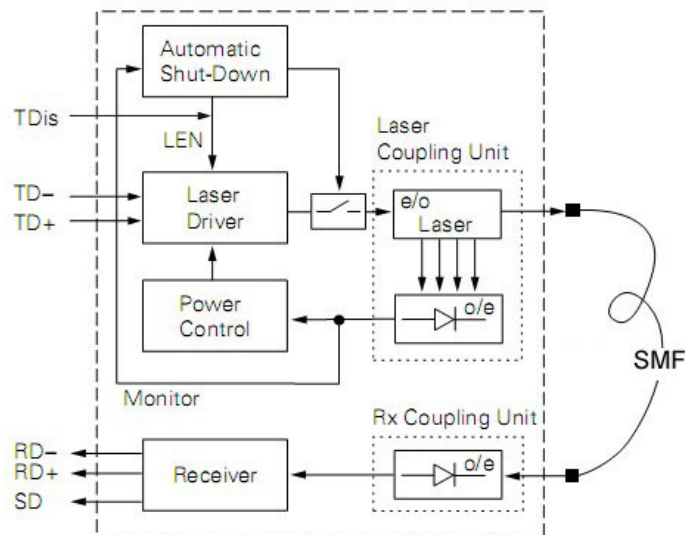 Automatic
Shut-Down
TDis
LEN
Laser
Coupling Unit
TD−
TD+
Laser
Driver
e/o
Laser
Power
Control
o/e
SMF
Monitor
Rx Coupling Unit
RD−
RD+
SD
Receiver
o/e